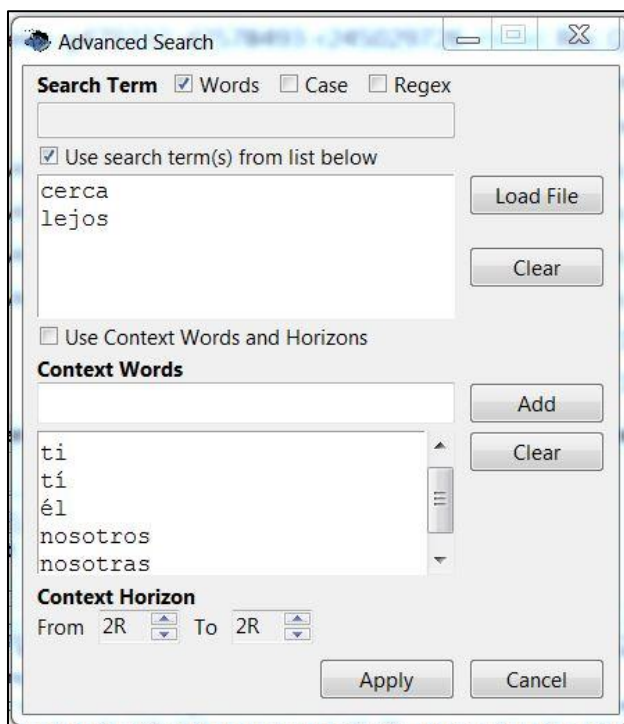 Advanced Search
Search Term Words Case Regex
Use search term(s) from list below
cerca
lejos
Load File
Clear
Use Context Words and Horizons
Context Words
Add
ti
tí
él
nosotros
nosotras
Clear
Context Horizon
From 2R To 2R
Apply Cancel